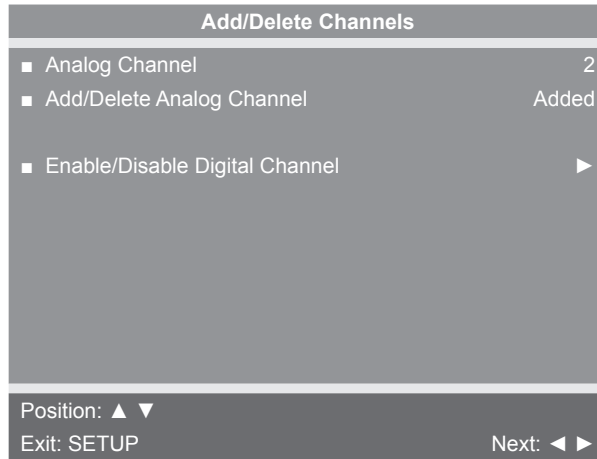 Add/Delete Channels
■ Analog Channel 2
■ Add/Delete Analog Channel Added
■ Enable/Disable Digital Channel ►
Position: ▲ ▼
Exit: SETUP Next: ◄ ►